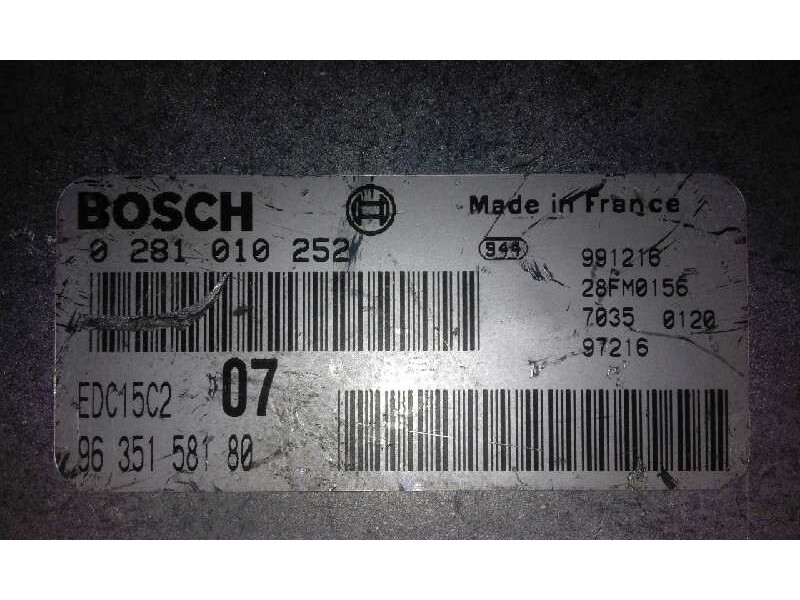 BOSCH
Made in France
0 281 010 252
944
991216
28FM0156
7035 0120
97216
EDC15C2 07
96 351 581 80